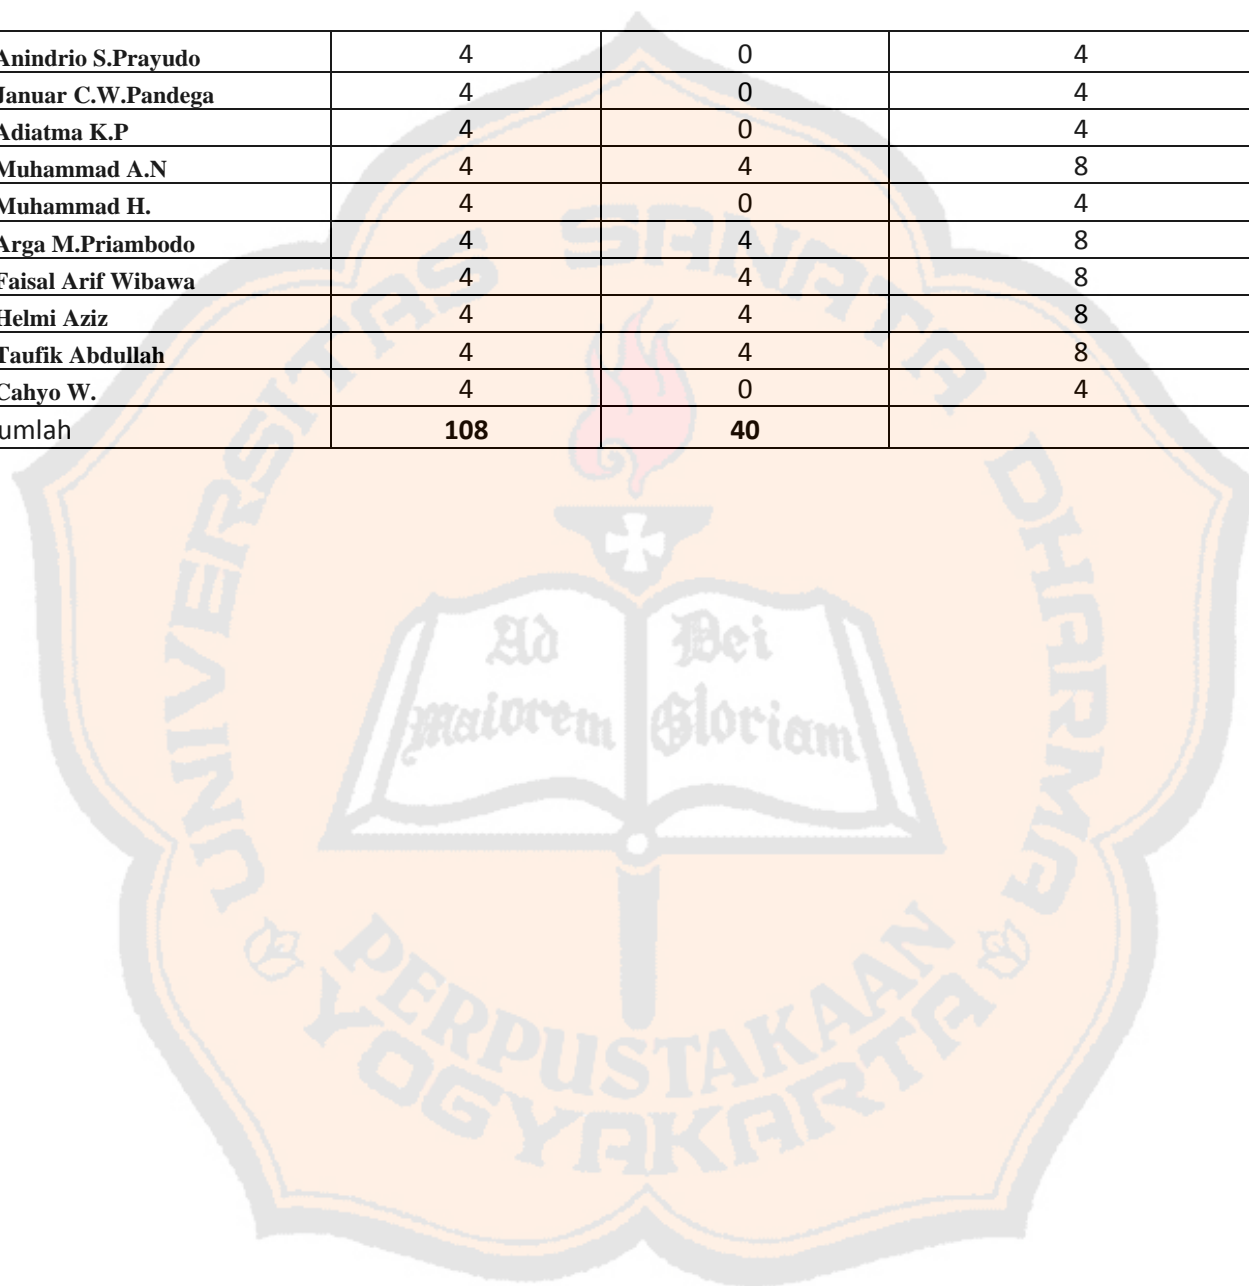 Anindrio S.Prayudo 4 0 4
Januar C.W.Pandega 4 0 4
Adiatma K.P 4 0 4
Muhammad A.N 4 4 8
Muhammad H. 4 0 4
Arga M.Priambodo 4 4 8
Faisal Arif Wibawa 4 4 8
Helmi Aziz 4 4 8
Taufik Abdullah 4 4 8
Cahyo W. 4 0 4
umlah 108 40
UNIVERSITAS SANATA DHARMA
Ad Dei
maiorem Gloriam
PERPUSTAKAAN
YOGYAKARTA